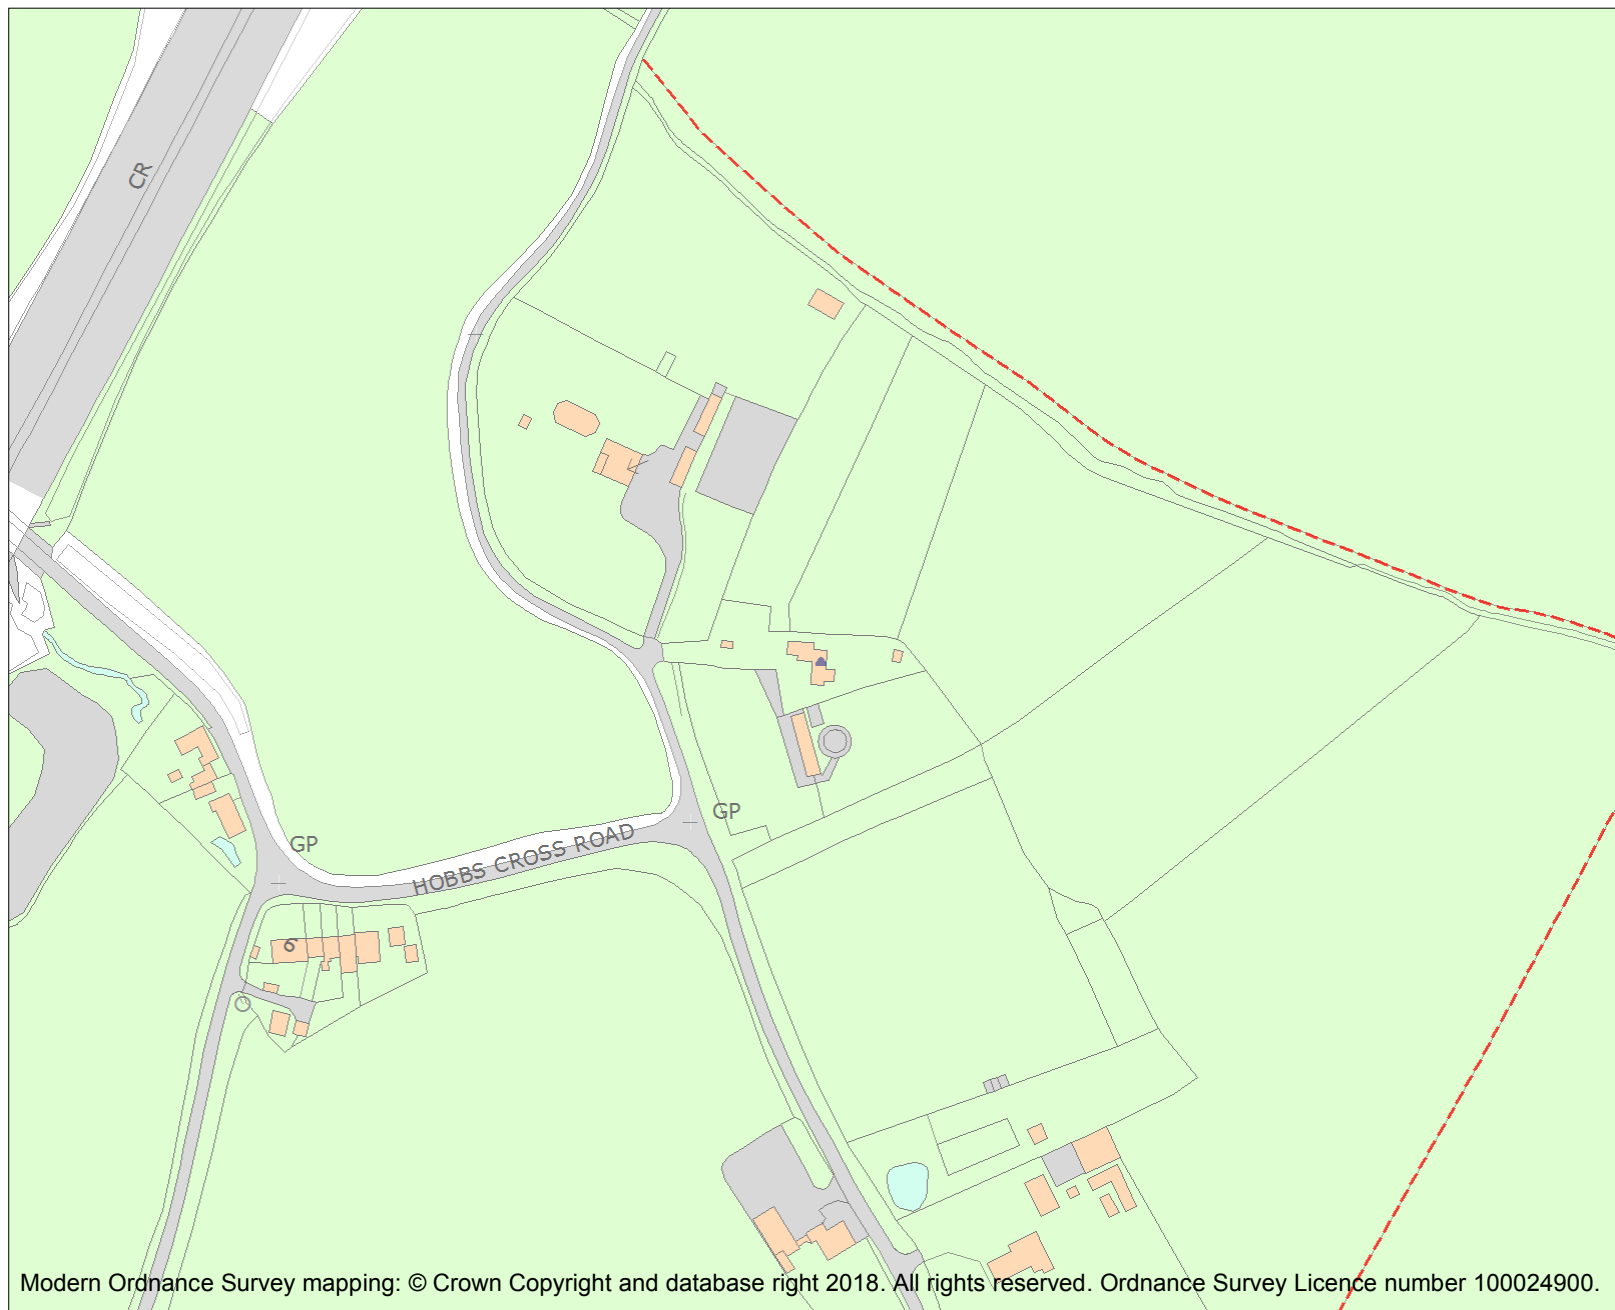 CR
GP
HOBBS CROSS ROAD
GP
6
Modern Ordnance Survey mapping: © Crown Copyright and database right 2018. All rights reserved. Ordnance Survey Licence number 100024900.